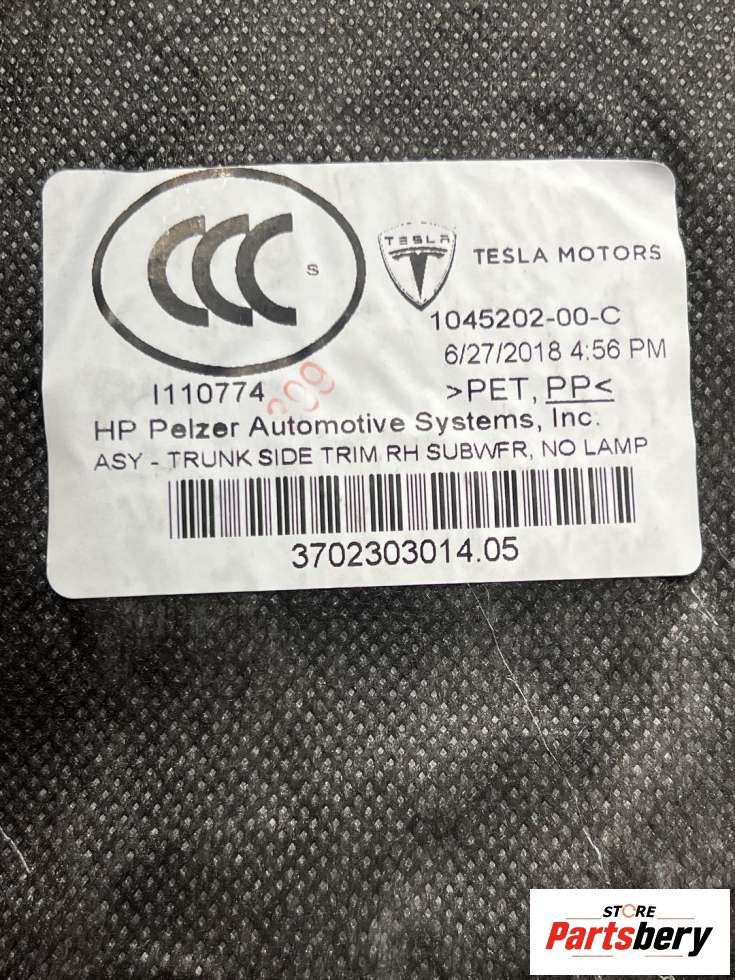 CCC
S
TESLA
TESLA MOTORS
1045202-00-C
6/27/2018 4:56 PM
I110774
>PET, PP<
HP Pelzer Automotive Systems, Inc.
ASY - TRUNK SIDE TRIM RH SUBWFR, NO LAMP
3702303014.05
STORE
Partsbery